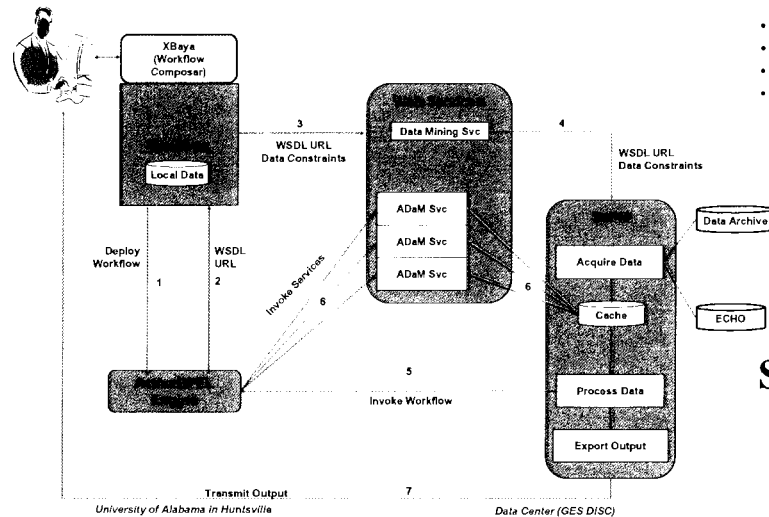 XBaya
(Workflow
Composer)
3
WSDL URL
Data Constraints
Local Data
Web Services
Data Mining Svc
4
WSDL URL
Data Constraints
ADaM Svc
ADaM Svc
ADaM Svc
Deploy
Workflow
1
WSDL
URL
2
Invoke Services
6
6
Acquire Data
Data Archive
Cache
ECHO
5
Invoke Workflow
Engine
Process Data
Export Output
S
Transmit Output
7
University of Alabama in Huntsville
Data Center (GES DISC)